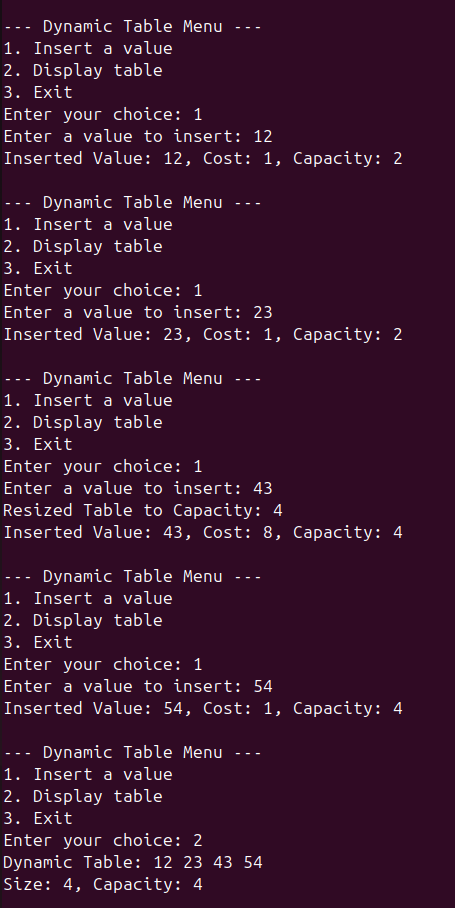 --- Dynamic Table Menu ---
1. Insert a value
2. Display table
3. Exit
Enter your choice: 1
Enter a value to insert: 12
Inserted Value: 12, Cost: 1, Capacity: 2

--- Dynamic Table Menu ---
1. Insert a value
2. Display table
3. Exit
Enter your choice: 1
Enter a value to insert: 23
Inserted Value: 23, Cost: 1, Capacity: 2

--- Dynamic Table Menu ---
1. Insert a value
2. Display table
3. Exit
Enter your choice: 1
Enter a value to insert: 43
Resized Table to Capacity: 4
Inserted Value: 43, Cost: 8, Capacity: 4

--- Dynamic Table Menu ---
1. Insert a value
2. Display table
3. Exit
Enter your choice: 1
Enter a value to insert: 54
Inserted Value: 54, Cost: 1, Capacity: 4

--- Dynamic Table Menu ---
1. Insert a value
2. Display table
3. Exit
Enter your choice: 2
Dynamic Table: 12 23 43 54
Size: 4, Capacity: 4